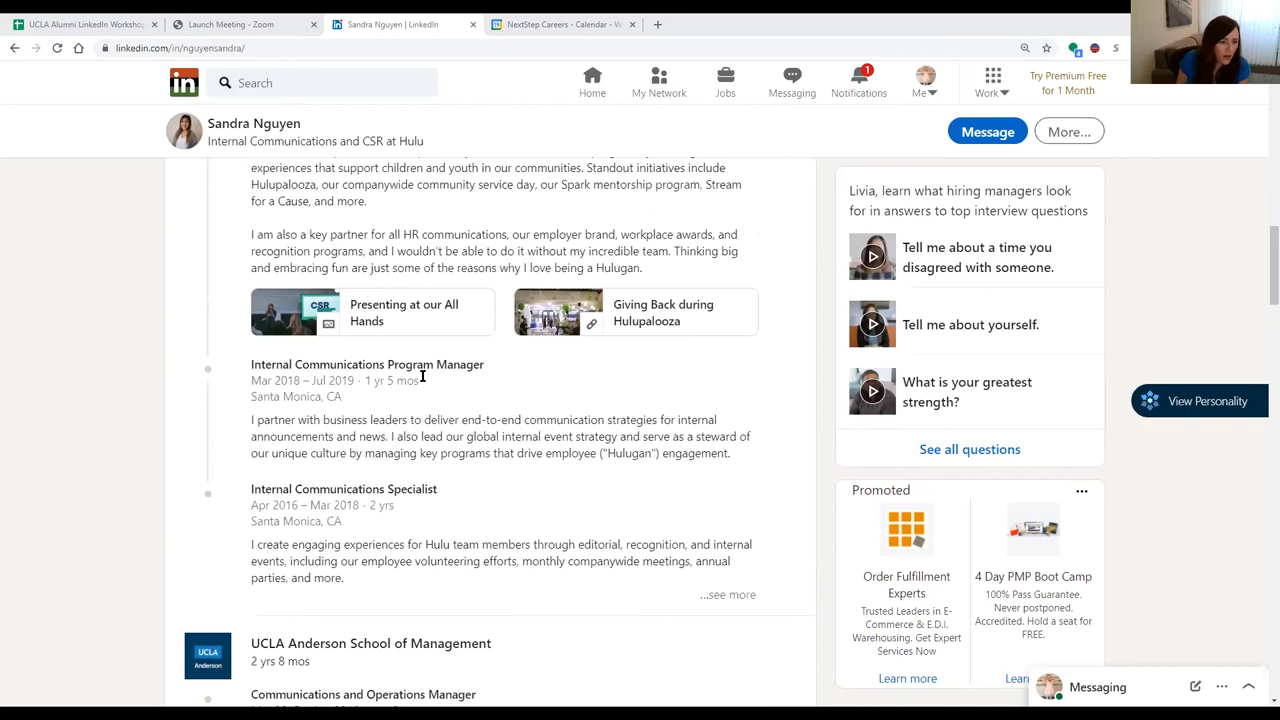 UCLA Alumni LinkedIn Worksho
Launch Meeting - Zoom
Sandra Nguyen | LinkedIn
NextStep Careers - Calendar - W
linkedin.com/in/nguyensandra/
in
Search
Home
My Network
Jobs
Messaging
1
Notifications
Me
Work
Try Premium Free
for 1 Month
Sandra Nguyen
Internal Communications and CSR at Hulu
Message
More...
experiences that support children and youth in our communities. Standout initiatives include
Hulupalooza, our companywide community service day, our Spark mentorship program, Stream
for a Cause, and more.
I am also a key partner for all HR communications, our employer brand, workplace awards, and
recognition programs, and I wouldn't be able to do it without my incredible team. Thinking big
and embracing fun are just some of the reasons why I love being a Hulugan.
CSR
Presenting at our All
Hands
Giving Back during
Hulupalooza
Internal Communications Program Manager
Mar 2018 – Jul 2019 · 1 yr 5 mos
Santa Monica, CA
I partner with business leaders to deliver end-to-end communication strategies for internal
announcements and news. I also lead our global internal event strategy and serve as a steward of
our unique culture by managing key programs that drive employee ("Hulugan") engagement.
Internal Communications Specialist
Apr 2016 – Mar 2018 · 2 yrs
Santa Monica, CA
I create engaging experiences for Hulu team members through editorial, recognition, and internal
events, including our employee volunteering efforts, monthly companywide meetings, annual
parties, and more.
...see more
UCLA
Anderson
UCLA Anderson School of Management
2 yrs 8 mos
Communications and Operations Manager
Livia, learn what hiring managers look
for in answers to top interview questions
Tell me about a time you
disagreed with someone.
Tell me about yourself.
What is your greatest
strength?
See all questions
View Personality
Promoted
Order Fulfillment
Experts
Trusted Leaders in E-
Commerce & E.D.I.
Warehousing. Get Expert
Services Now
Learn more
4 Day PMP Boot Camp
100% Pass Guarantee.
Never postponed.
Accredited. Hold a seat for
FREE.
Lear
Messaging